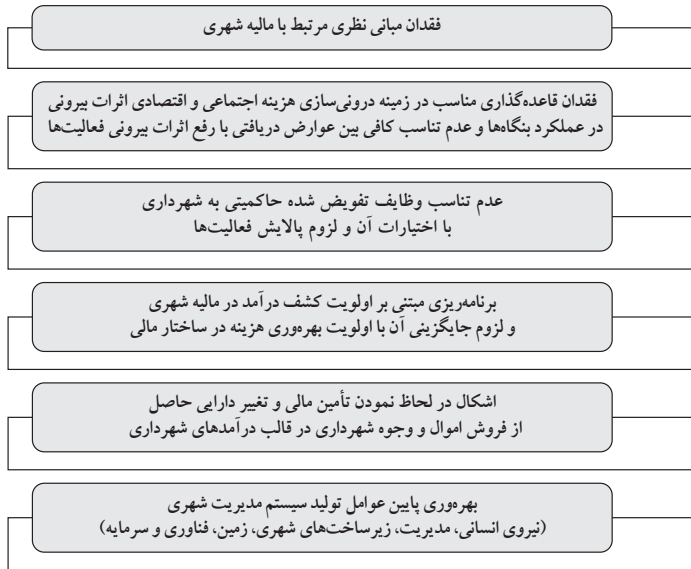 فقدان مبانی نظری مرتبط با مالیه شهری
فقدان قاعده‌گذاری مناسب در زمینه درونی‌سازی هزینه اجتماعی و اقتصادی اثرات بیرونی
در عملکرد بنگاه‌ها و عدم تناسب کافی بین عوارض دریافتی با رفع اثرات بیرونی فعالیت‌ها
عدم تناسب وظایف تفویض شده حاکمیتی به شهرداری
با اختیارات آن و لزوم پالایش فعالیت‌ها
برنامه‌ریزی مبتنی بر اولویت کشف درآمد در مالیه شهری
و لزوم جایگزینی آن با اولویت بهره‌وری هزینه در ساختار مالی
اشکال در لحاظ نمودن تأمین مالی و تغییر دارایی حاصل
از فروش اموال و وجوه شهرداری در قالب درآمدهای شهرداری
بهره‌وری پایین عوامل تولید سیستم مدیریت شهری
(نیروی انسانی، مدیریت، زیرساخت‌های شهری، زمین، فناوری و سرمایه)